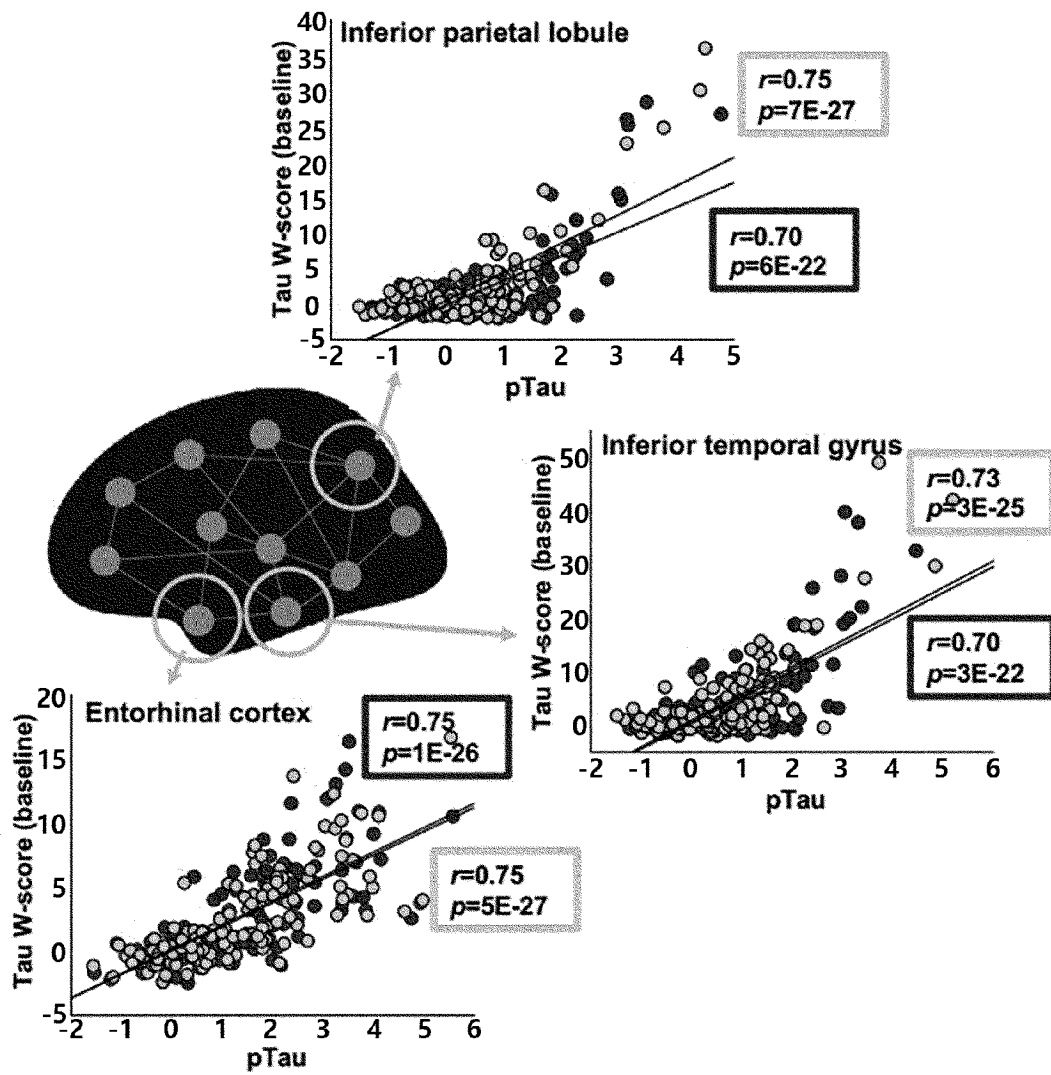 Inferior parietal lobule
Tau W-score (baseline)
40
35
30
25
20
15
10
5
0
-5
r=0.75
p=7E-27
r=0.70
p=6E-22
-2 -1 0 1 2 3 4 5
pTau
Inferior temporal gyrus
Tau W-score (baseline)
50
40
30
20
10
0
r=0.73
p=3E-25
r=0.70
p=3E-22
-2 -1 0 1 2 3 4 5 6
pTau
Entorhinal cortex
Tau W-score (baseline)
20
15
10
5
0
-5
r=0.75
p=1E-26
r=0.75
p=5E-27
-2 -1 0 1 2 3 4 5 6
pTau